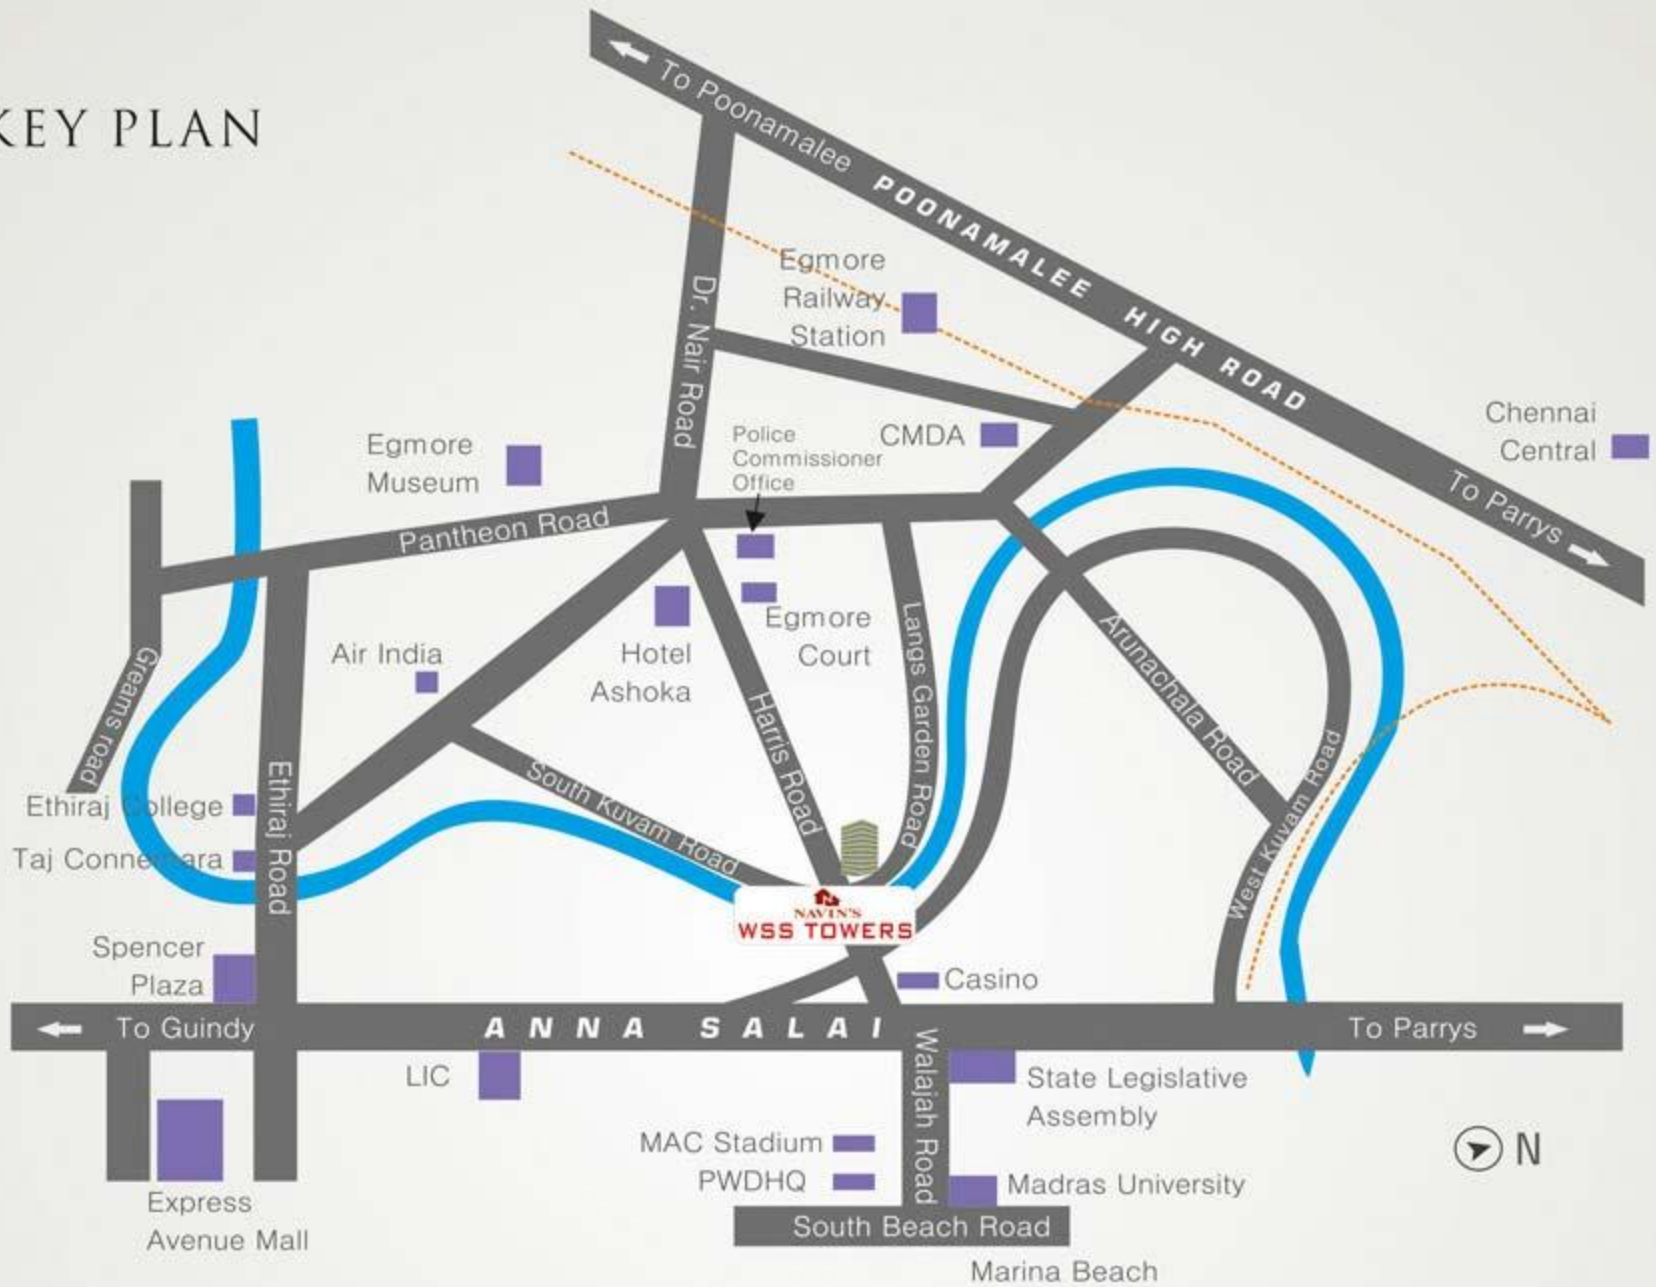 KEY PLAN
To Poonamalee
POONAMALEE HIGH ROAD
To Parrys
Egmore
Railway
Station
Dr. Nair Road
Chennai
Central
Egmore
Museum
Police
Commissioner
Office
CMDA
Pantheon Road
Greams road
Air India
Hotel
Ashoka
Egmore
Court
Langs Garden Road
Arunachala Road
Harris Road
South Kuvam Road
West Kuvam Road
Ethiraj College
Taj Connemara
Ethiraj Road
NAVIN'S
WSS TOWERS
Spencer
Plaza
Casino
To Guindy
ANNA SALAI
To Parrys
LIC
Walajah Road
State Legislative
Assembly
MAC Stadium
PWDHQ
Madras University
N
Express
Avenue Mall
South Beach Road
Marina Beach